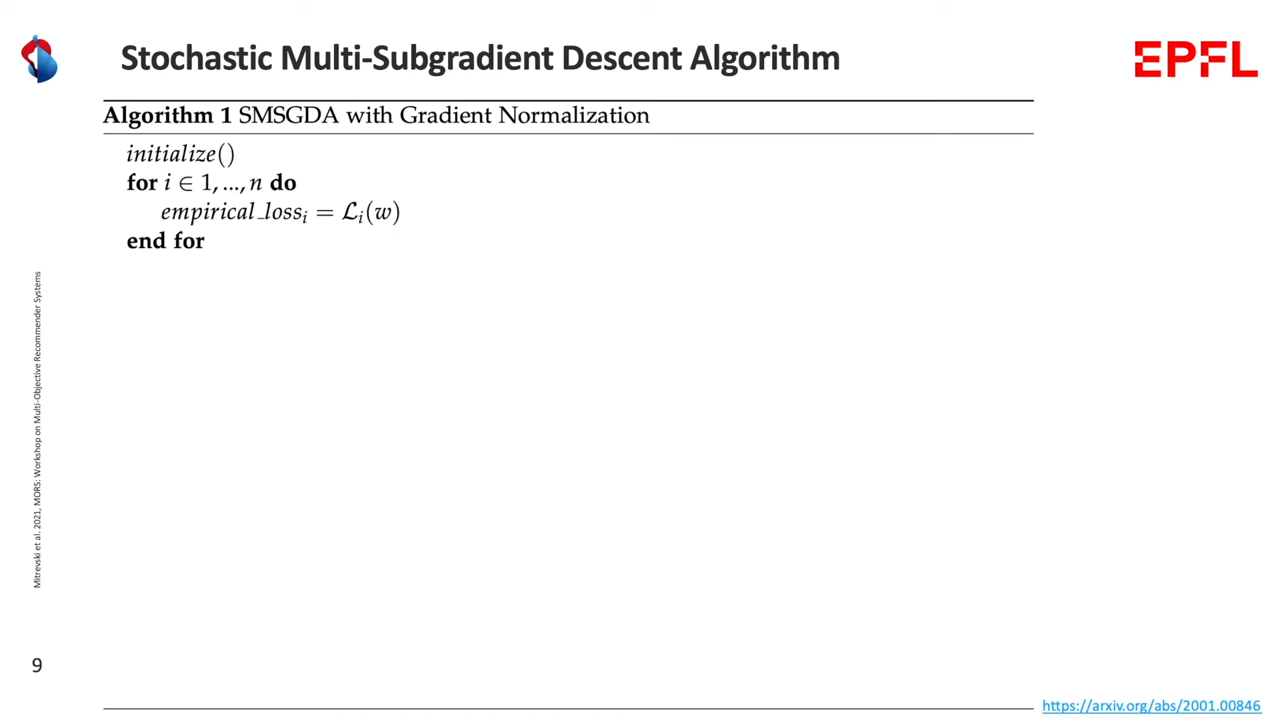 Stochastic Multi-Subgradient Descent Algorithm
EPFL
Algorithm 1 SMSGDA with Gradient Normalization
initialize()
for i ∈ 1, ..., n do
empirical_loss_i = ℒ_i(w)
end for
Mitrevski et al. 2021, MORS: Workshop on Multi-Objective Recommender Systems
9
https://arxiv.org/abs/2001.00846